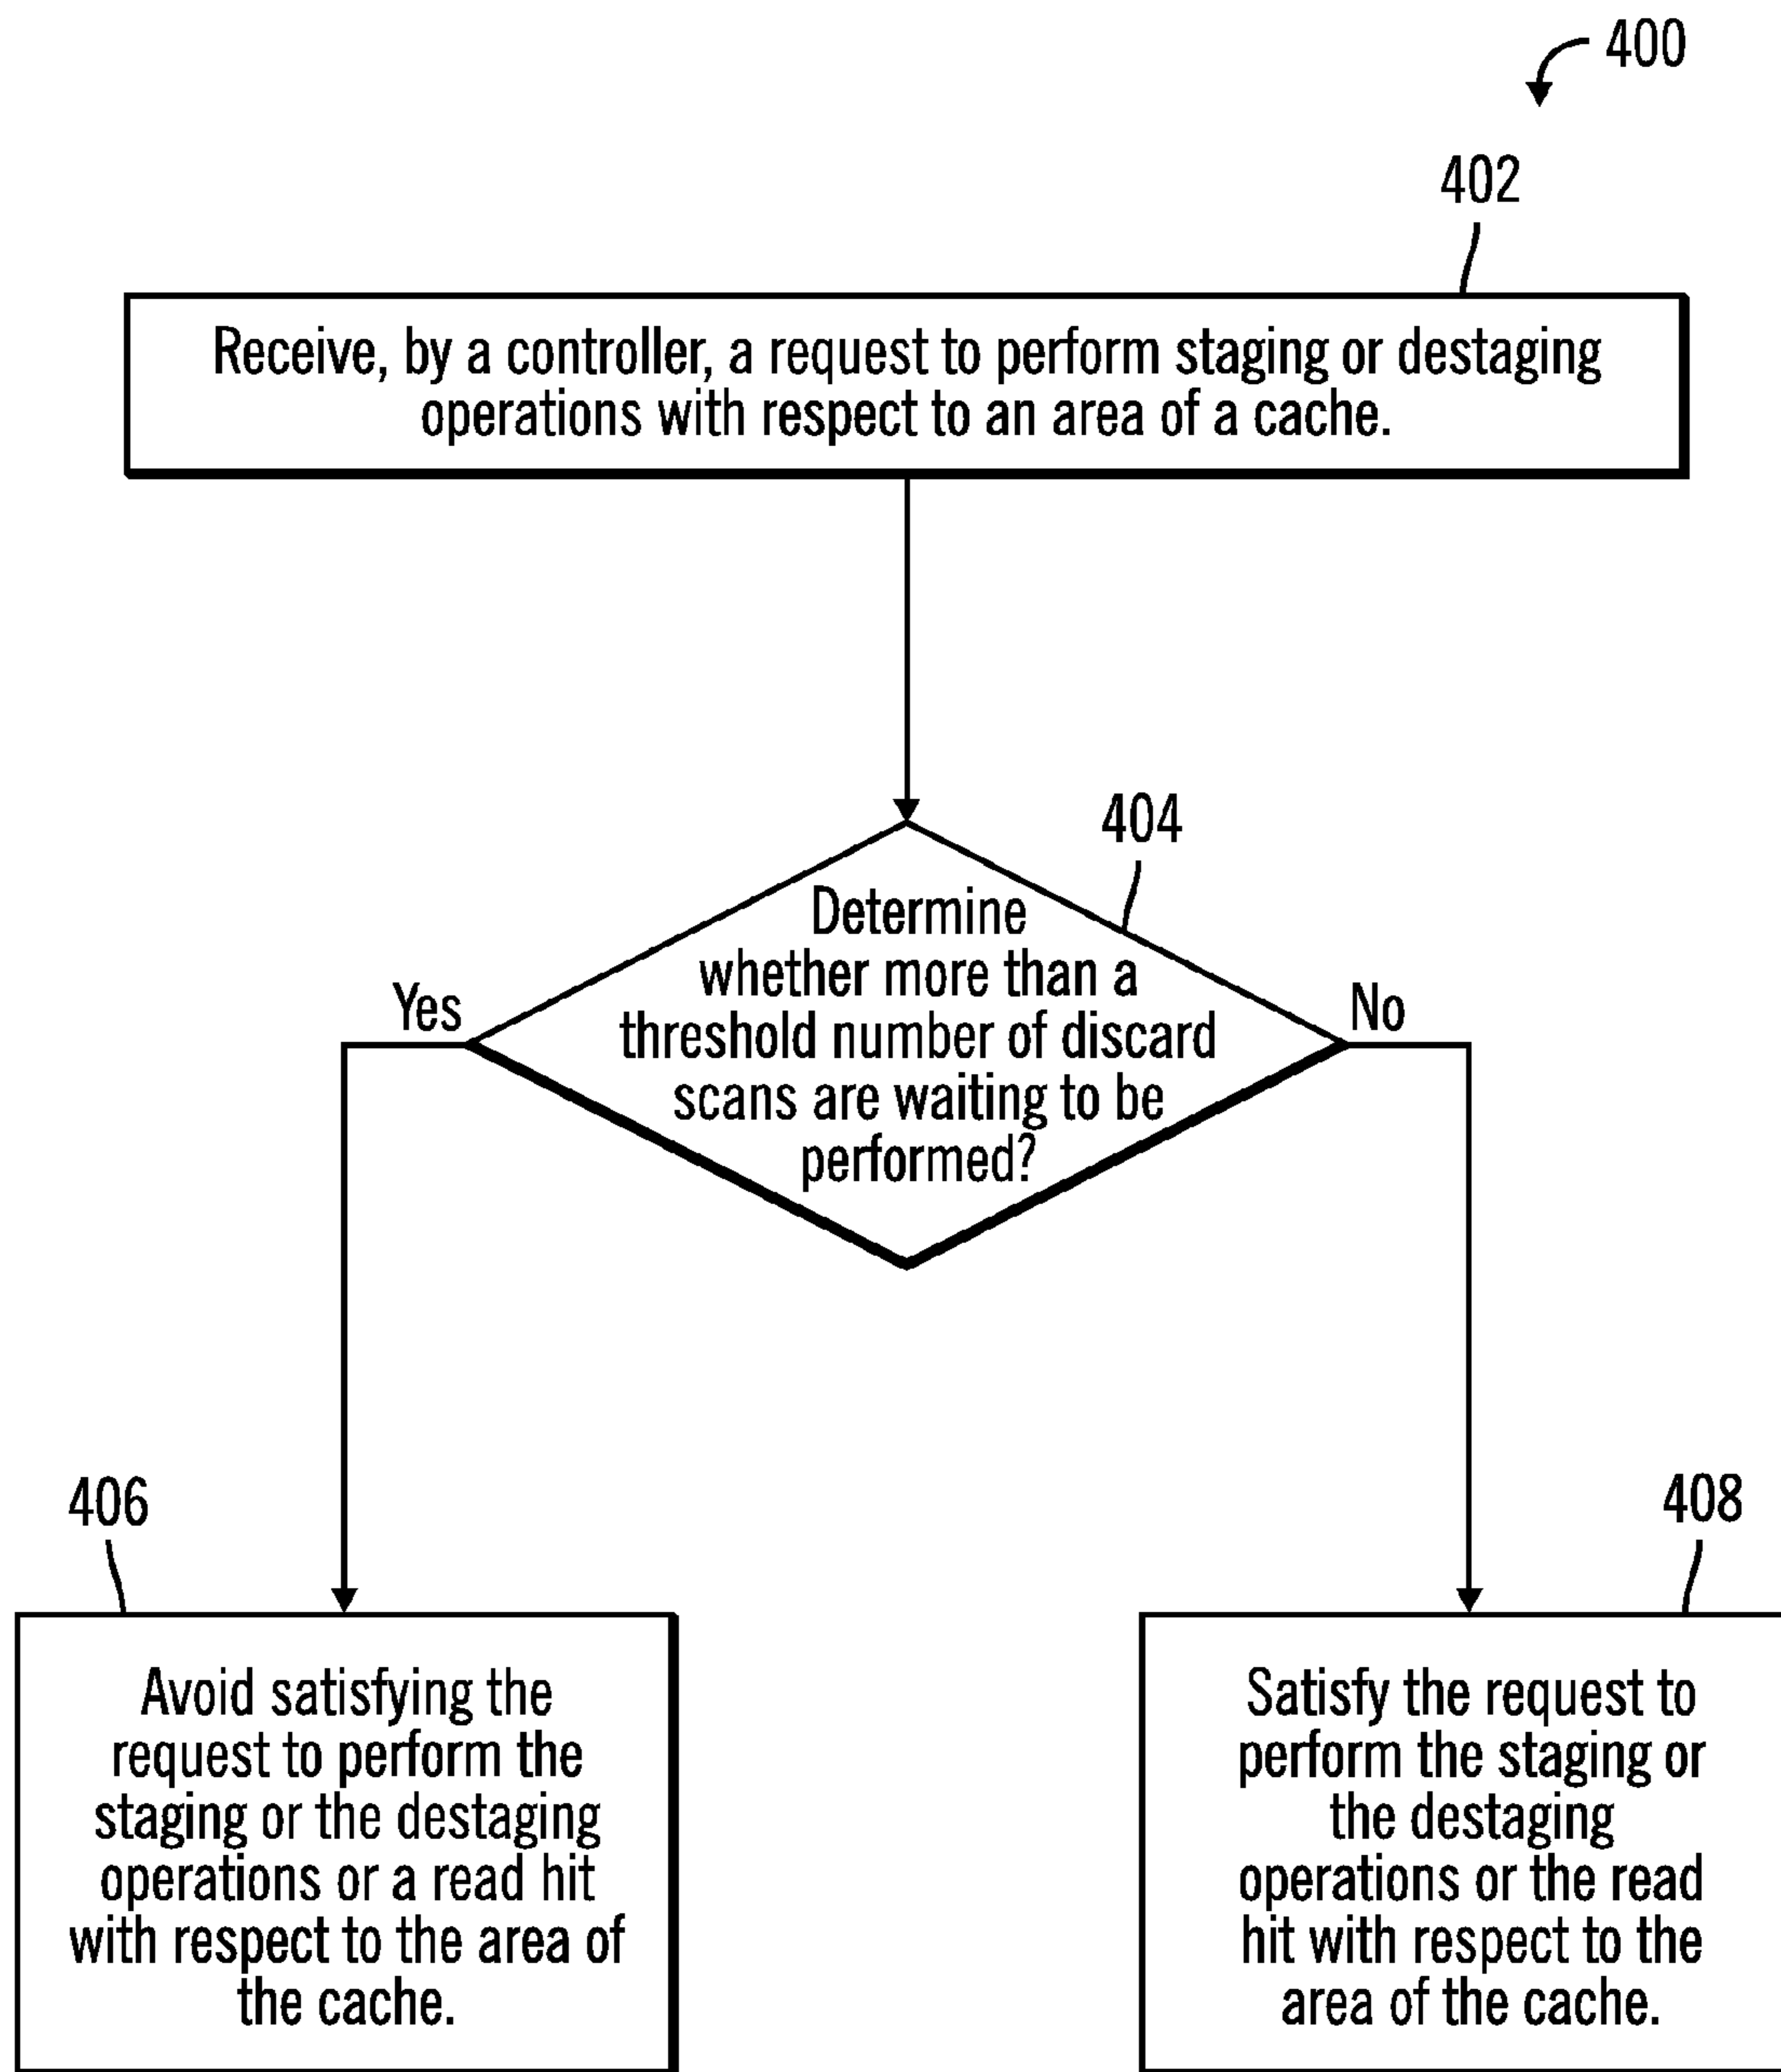 400
402
Receive, by a controller, a request to perform staging or destaging
operations with respect to an area of a cache.
404
Determine
whether more than a
threshold number of discard
scans are waiting to be
performed?
Yes
No
406
Avoid satisfying the
request to perform the
staging or the destaging
operations or a read hit
with respect to the area of
the cache.
408
Satisfy the request to
perform the staging or
the destaging
operations or the read
hit with respect to the
area of the cache.